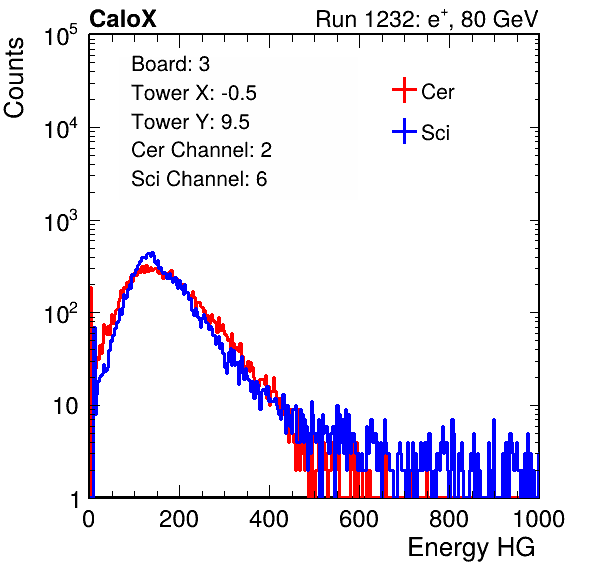 CaloX Run 1232: e⁺, 80 GeV
Counts
Board: 3
Tower X: -0.5
Tower Y: 9.5
Cer Channel: 2
Sci Channel: 6
Cer
Sci
10⁵
10⁴
10³
10²
10
1
0 200 400 600 800 1000
Energy HG